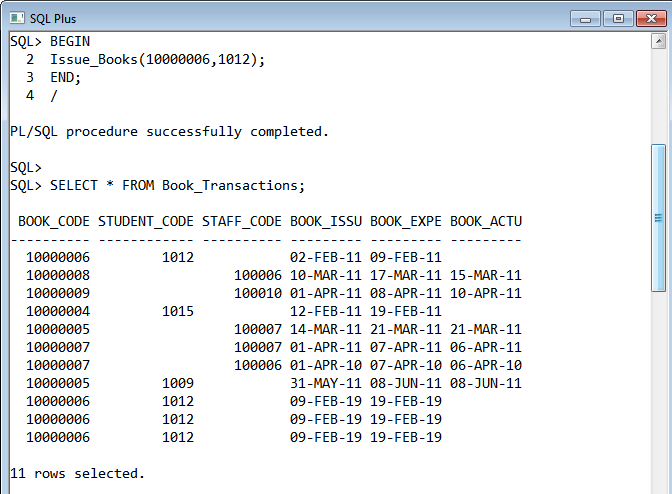 SQL Plus
SQL> BEGIN
  2  Issue_Books(10000006,1012);
  3  END;
  4  /
PL/SQL procedure successfully completed.
SQL>
SQL> SELECT * FROM Book_Transactions;
 BOOK_CODE STUDENT_CODE STAFF_CODE BOOK_ISSU BOOK_EXPE BOOK_ACTU
---------- ------------ ---------- --------- --------- ---------
  10000006         1012            02-FEB-11 09-FEB-11
  10000008                  100006 10-MAR-11 17-MAR-11 15-MAR-11
  10000009                  100010 01-APR-11 08-APR-11 10-APR-11
  10000004         1015            12-FEB-11 19-FEB-11
  10000005                  100007 14-MAR-11 21-MAR-11 21-MAR-11
  10000007                  100007 01-APR-11 07-APR-11 06-APR-11
  10000007                  100006 01-APR-10 07-APR-10 06-APR-10
  10000005         1009            31-MAY-11 08-JUN-11 08-JUN-11
  10000006         1012            09-FEB-19 19-FEB-19
  10000006         1012            09-FEB-19 19-FEB-19
  10000006         1012            09-FEB-19 19-FEB-19
11 rows selected.